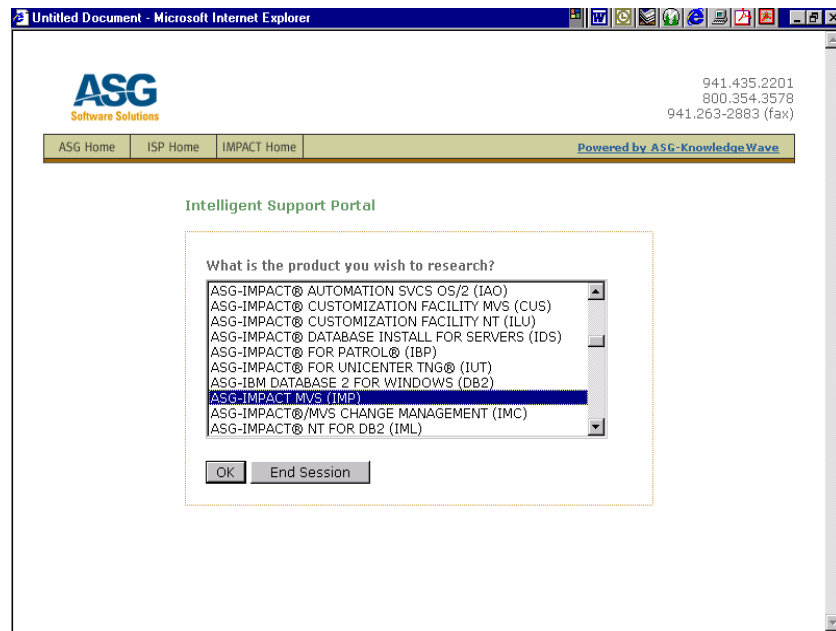 Untitled Document - Microsoft Internet Explorer
ASG
Software Solutions
941.435.2201
800.354.3578
941.263-2883 (fax)
ASG Home ISP Home IMPACT Home Powered by ASG-KnowledgeWave
Intelligent Support Portal
What is the product you wish to research?
ASG-IMPACT® AUTOMATION SVCS OS/2 (IAO)
ASG-IMPACT® CUSTOMIZATION FACILITY MVS (CUS)
ASG-IMPACT® CUSTOMIZATION FACILITY NT (ILU)
ASG-IMPACT® DATABASE INSTALL FOR SERVERS (IDS)
ASG-IMPACT® FOR PATROL® (IBP)
ASG-IMPACT® FOR UNICENTER TNG® (IUT)
ASG-IBM DATABASE 2 FOR WINDOWS (DB2)
ASG-IMPACT MVS (IMP)
ASG-IMPACT®/MVS CHANGE MANAGEMENT (IMC)
ASG-IMPACT® NT FOR DB2 (IML)
OK End Session